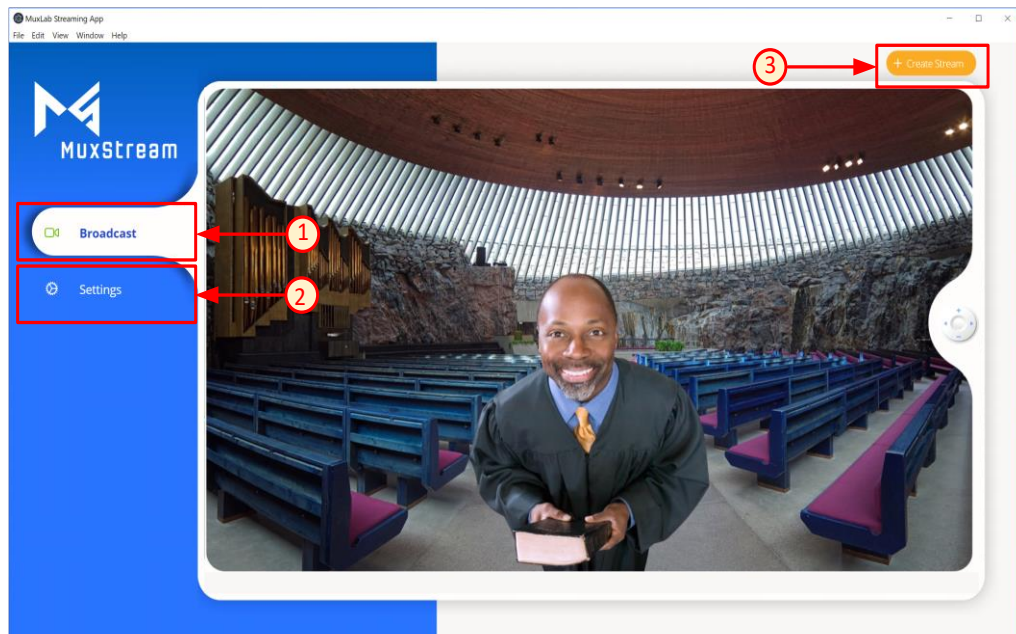 MuxLab Streaming App
File Edit View Window Help
3
+ Create Stream
MuxStream
Broadcast
1
Settings
2